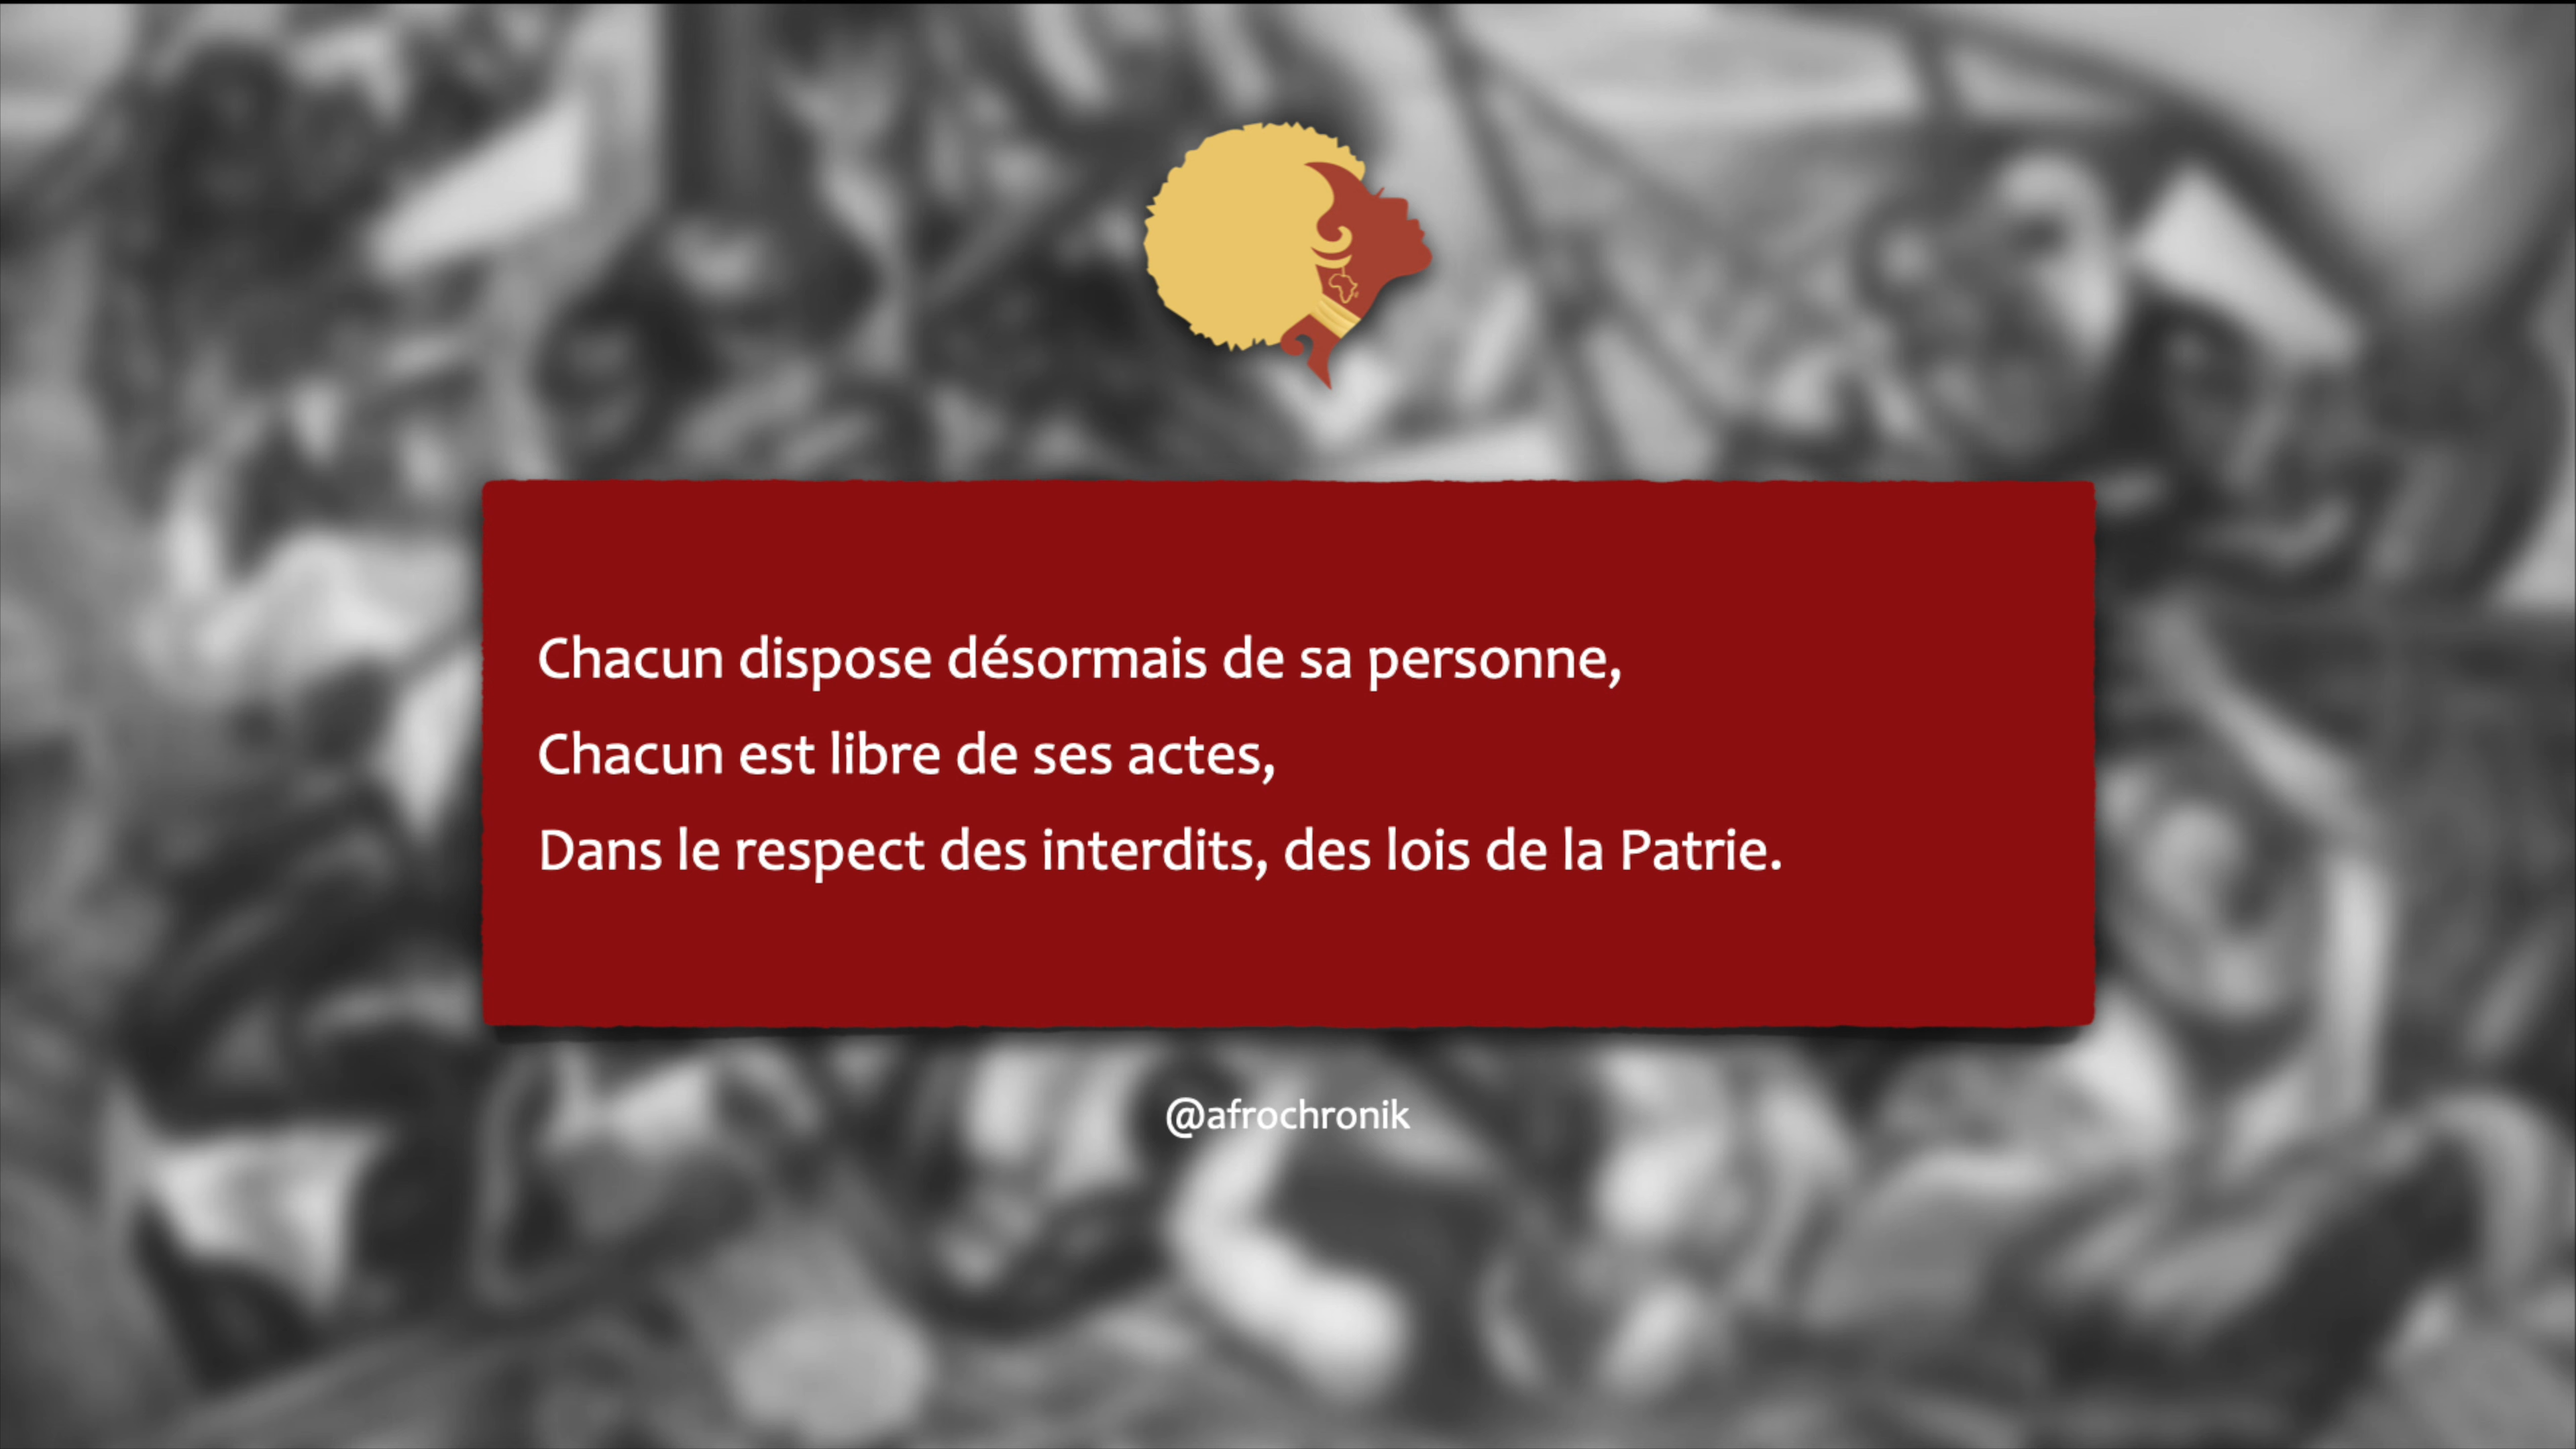 Chacun dispose désormais de sa personne,
Chacun est libre de ses actes,
Dans le respect des interdits, des lois de la Patrie.
@afrochronik